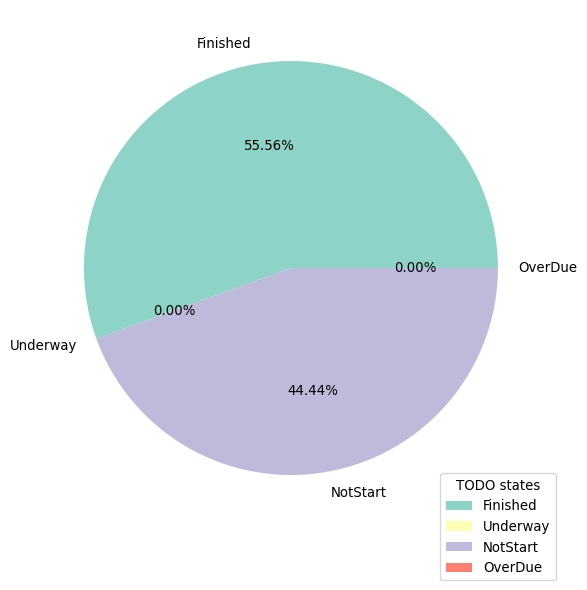 Finished
55.56%
0.00%
OverDue
0.00%
Underway
44.44%
NotStart
TODO states
Finished
Underway
NotStart
OverDue